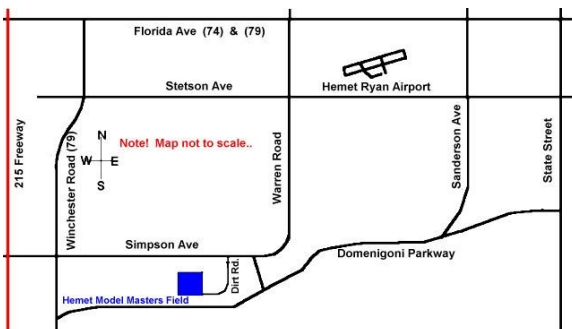 Florida Ave (74) & (79)
Stetson Ave
Hemet Ryan Airport
215 Freeway
Winchester Road (79)
N
W E
S
Note! Map not to scale..
Warren Road
Sanderson Ave
State Street
Simpson Ave
Domenigoni Parkway
Dirt Rd.
Hemet Model Masters Field